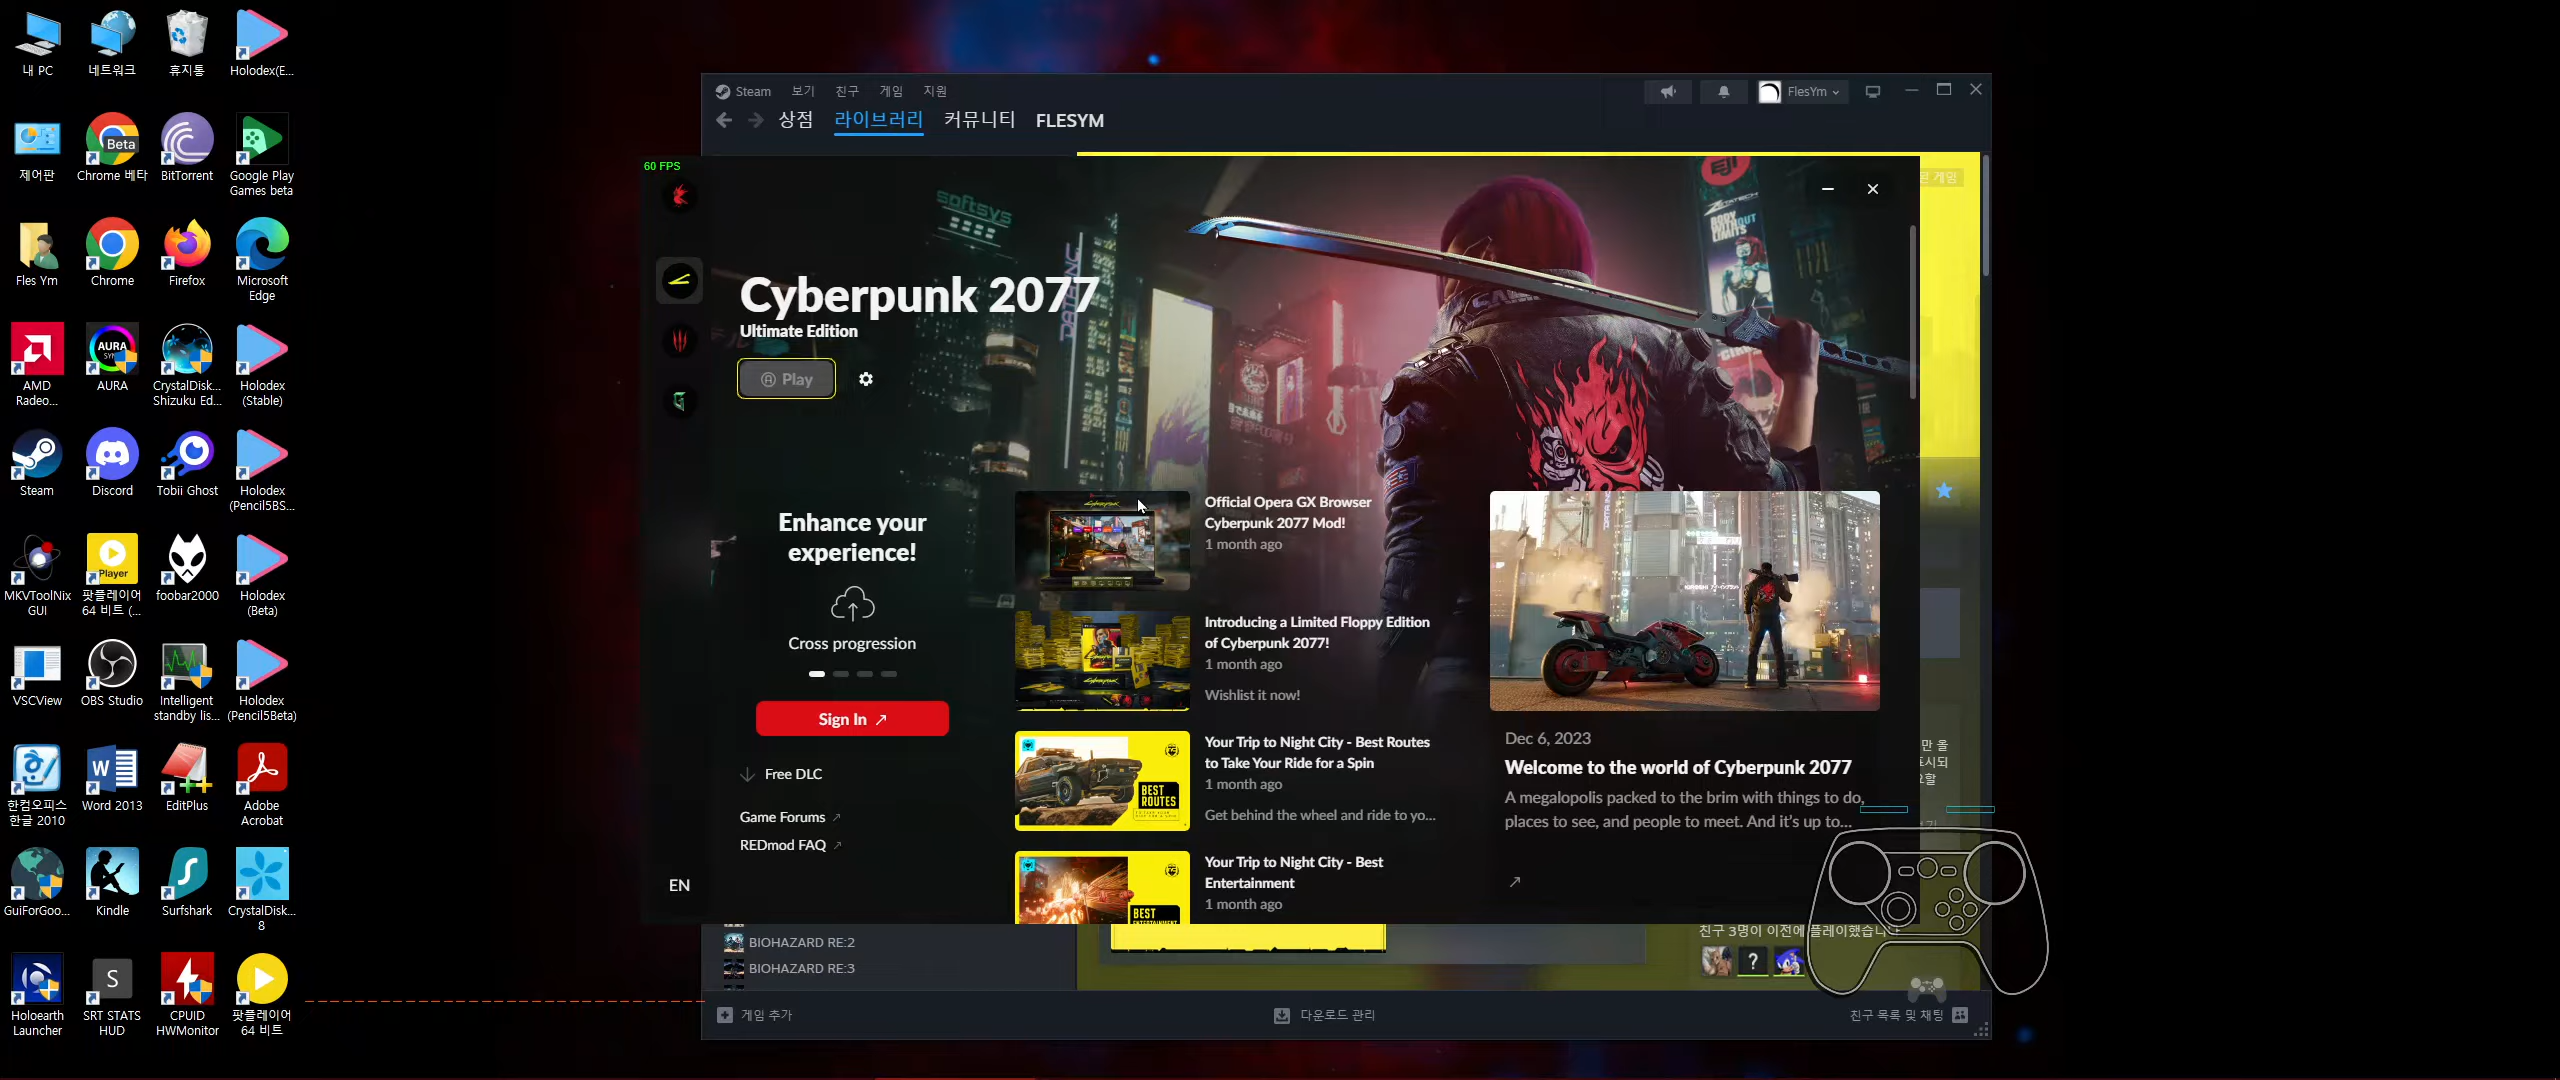 내 PC
네트워크
휴지통
Holodex(E...
제어판
Beta
Chrome 베타
BitTorrent
Google Play
Games beta
Fles Ym
Chrome
Firefox
Microsoft
Edge
AMD
Radeo...
AURA
AURA
CrystalDisk...
Shizuku Ed...
Holodex
(Stable)
Steam
Discord
Tobii Ghost
Holodex
(Pencil5BS...
MKVToolNix
GUI
Player
팟플레이어
64 비트 (...
foobar2000
Holodex
(Beta)
VSCView
OBS Studio
Intelligent
standby lis...
Holodex
(Pencil5Beta)
한컴오피스
한글 2010
Word 2013
EditPlus
Adobe
Acrobat
GuiForGoo...
Kindle
Surfshark
CrystalDisk...
8
Holoearth
Launcher
S
SRT STATS
HUD
CPUID
HWMonitor
팟플레이어
64 비트
Steam
보기
친구
게임
지원
FlesYm
상점
라이브러리
커뮤니티
FLESYM
60 FPS
softsys
BODY
WITHOUT
LIMITS
Cyberpunk 2077
Ultimate Edition
Play
Enhance your
experience!
Cross progression
Sign In
Free DLC
Game Forums
REDmod FAQ
EN
Official Opera GX Browser
Cyberpunk 2077 Mod!
1 month ago
Introducing a Limited Floppy Edition
of Cyberpunk 2077!
1 month ago
Wishlist it now!
BEST
ROUTES
Your Trip to Night City - Best Routes
to Take Your Ride for a Spin
1 month ago
Get behind the wheel and ride to yo...
BEST
Your Trip to Night City - Best
Entertainment
1 month ago
Dec 6, 2023
Welcome to the world of Cyberpunk 2077
A megalopolis packed to the brim with things to do,
places to see, and people to meet. And it's up to...
BIOHAZARD RE:2
BIOHAZARD RE:3
친구 3명이 이전에 플레이했습니다
게임 추가
다운로드 관리
친구 목록 및 채팅